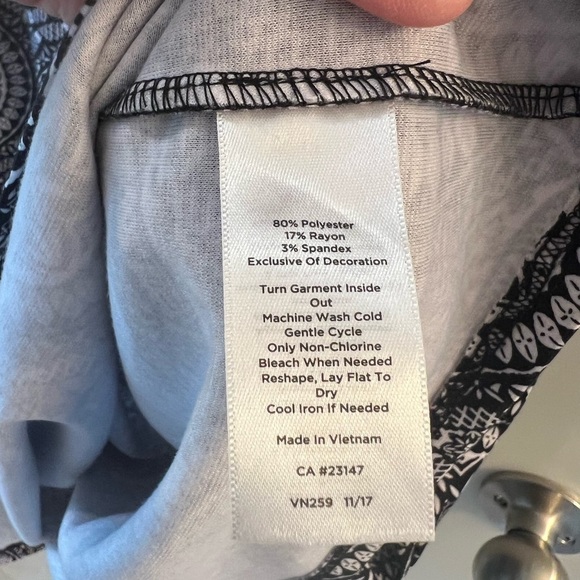 80% Polyester
17% Rayon
3% Spandex
Exclusive Of Decoration
Turn Garment Inside
Out
Machine Wash Cold
Gentle Cycle
Only Non-Chlorine
Bleach When Needed
Reshape, Lay Flat To
Dry
Cool Iron If Needed
Made In Vietnam
CA #23147
VN259 11/17